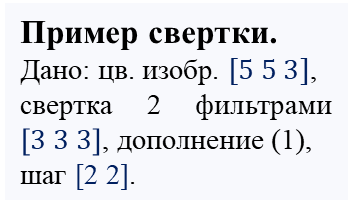 Пример свертки.
Дано: цв. изобр. [5 5 3],
свертка 2 фильтрами
[3 3 3], дополнение (1),
шаг [2 2].